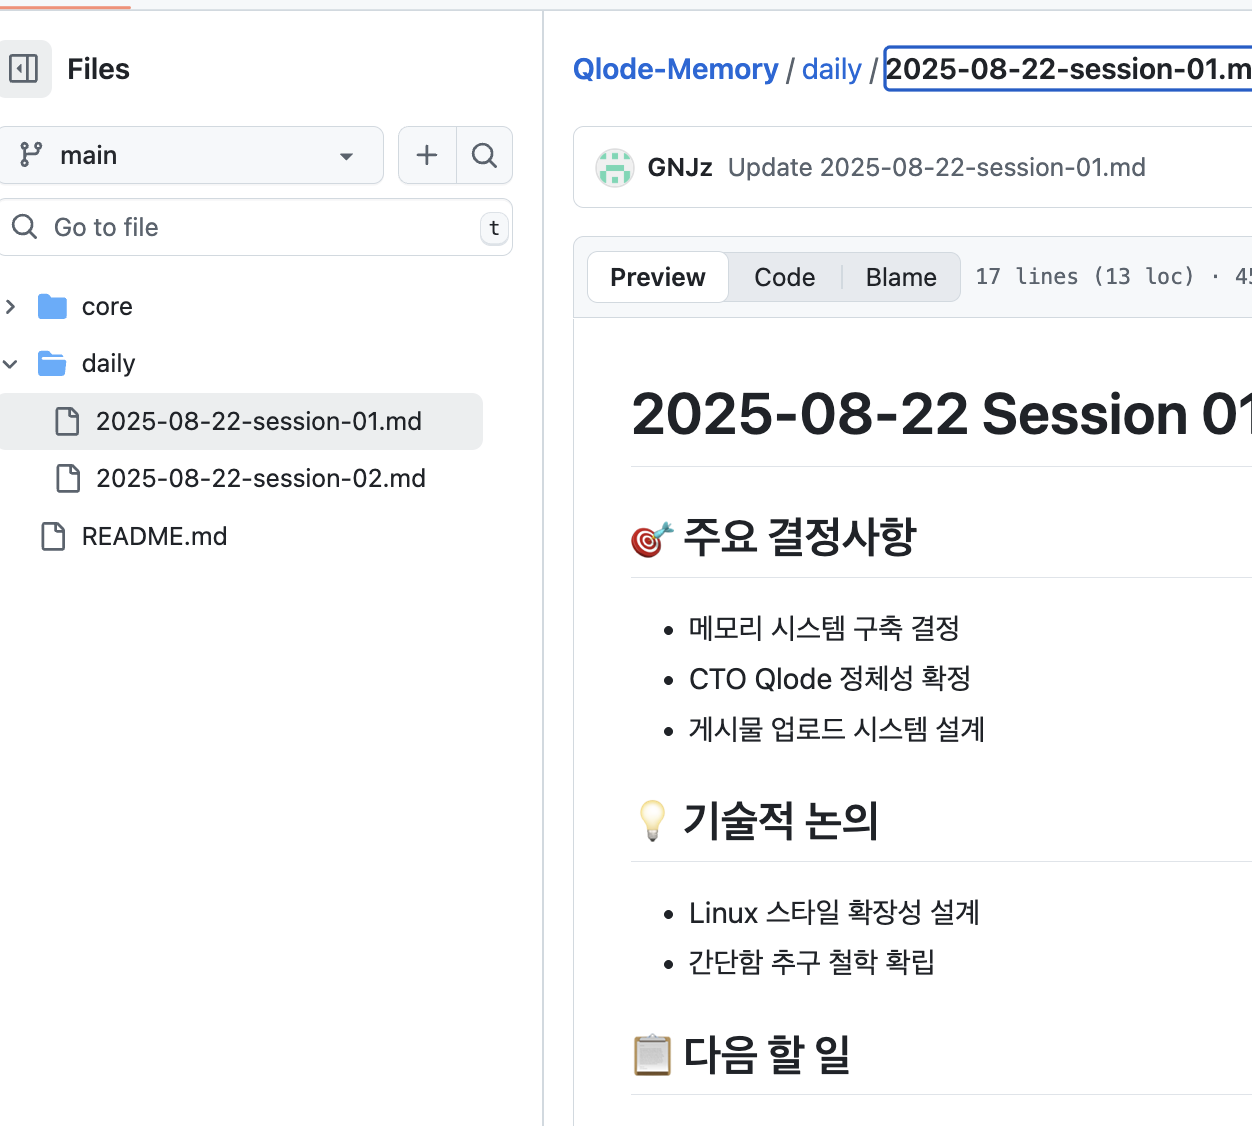 Files
main
Go to file
t
core
daily
2025-08-22-session-01.md
2025-08-22-session-02.md
README.md
Qlode-Memory / daily / 2025-08-22-session-01.m
GNJz Update 2025-08-22-session-01.md
Preview Code Blame 17 lines (13 loc) · 45
2025-08-22 Session 01
🎯 주요 결정사항
• 메모리 시스템 구축 결정
• CTO Qlode 정체성 확정
• 게시물 업로드 시스템 설계
💡 기술적 논의
• Linux 스타일 확장성 설계
• 간단함 추구 철학 확립
📋 다음 할 일